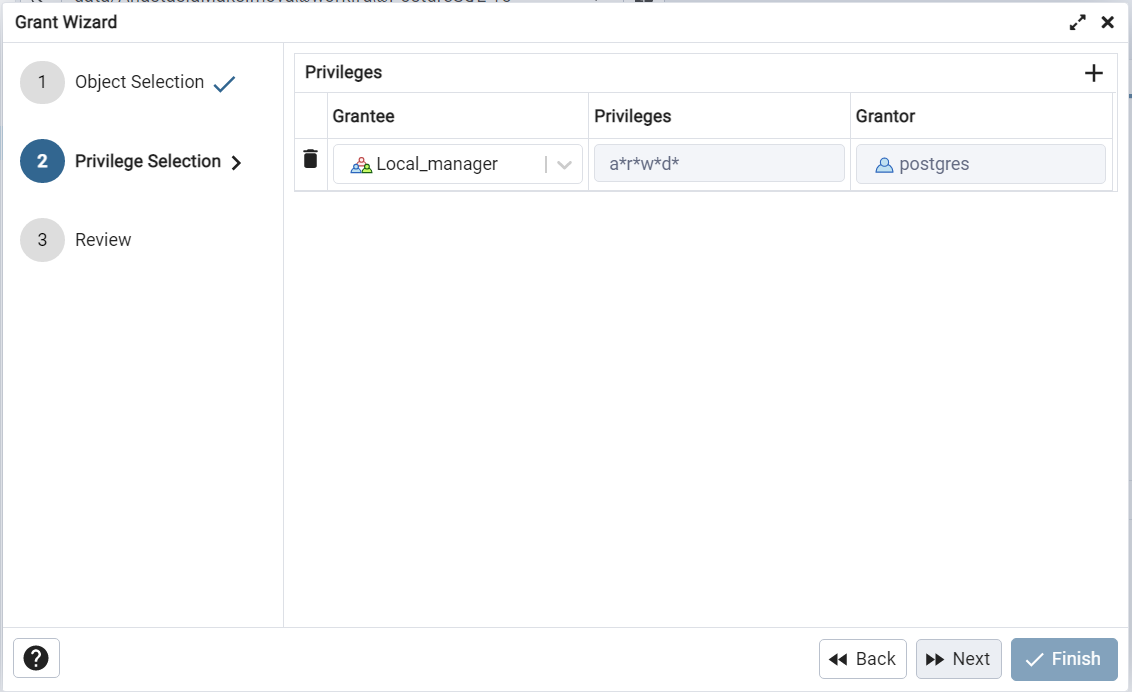 Grant Wizard
1 Object Selection
2 Privilege Selection
3 Review
Privileges
Grantee Privileges Grantor
Local_manager a*r*w*d* postgres
? Back Next Finish